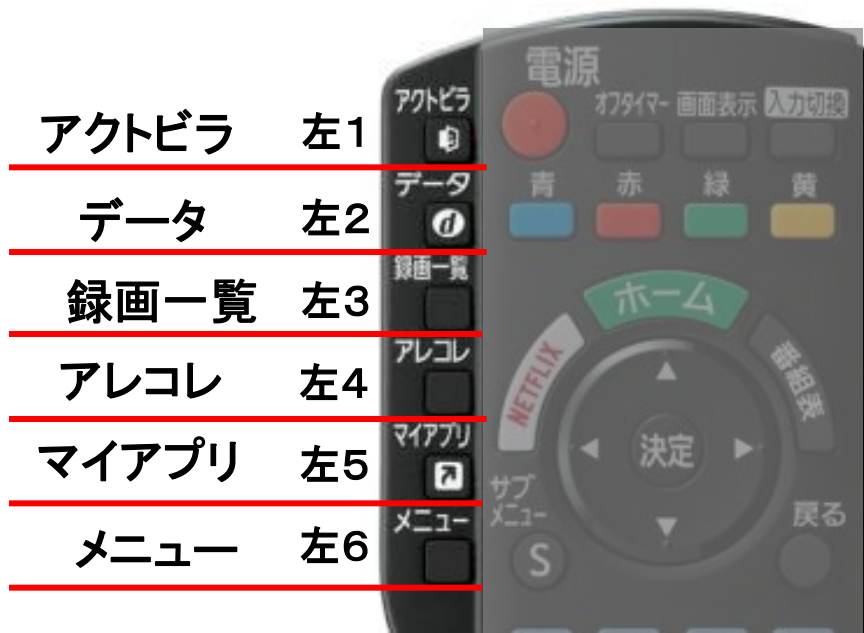 電源
アクトビラ 左1 アクトビラ オフタイマー 画面表示 入力切換
データ 左2 データ 青 赤 緑 黄
d
録画一覧 左3 録画一覧
ホーム
アレコレ 左4 アレコレ NETFLIX 番組表
マイアプリ 左5 マイアプリ 決定
メニュー 左6 メニュー サブ
メニュー
戻る
S